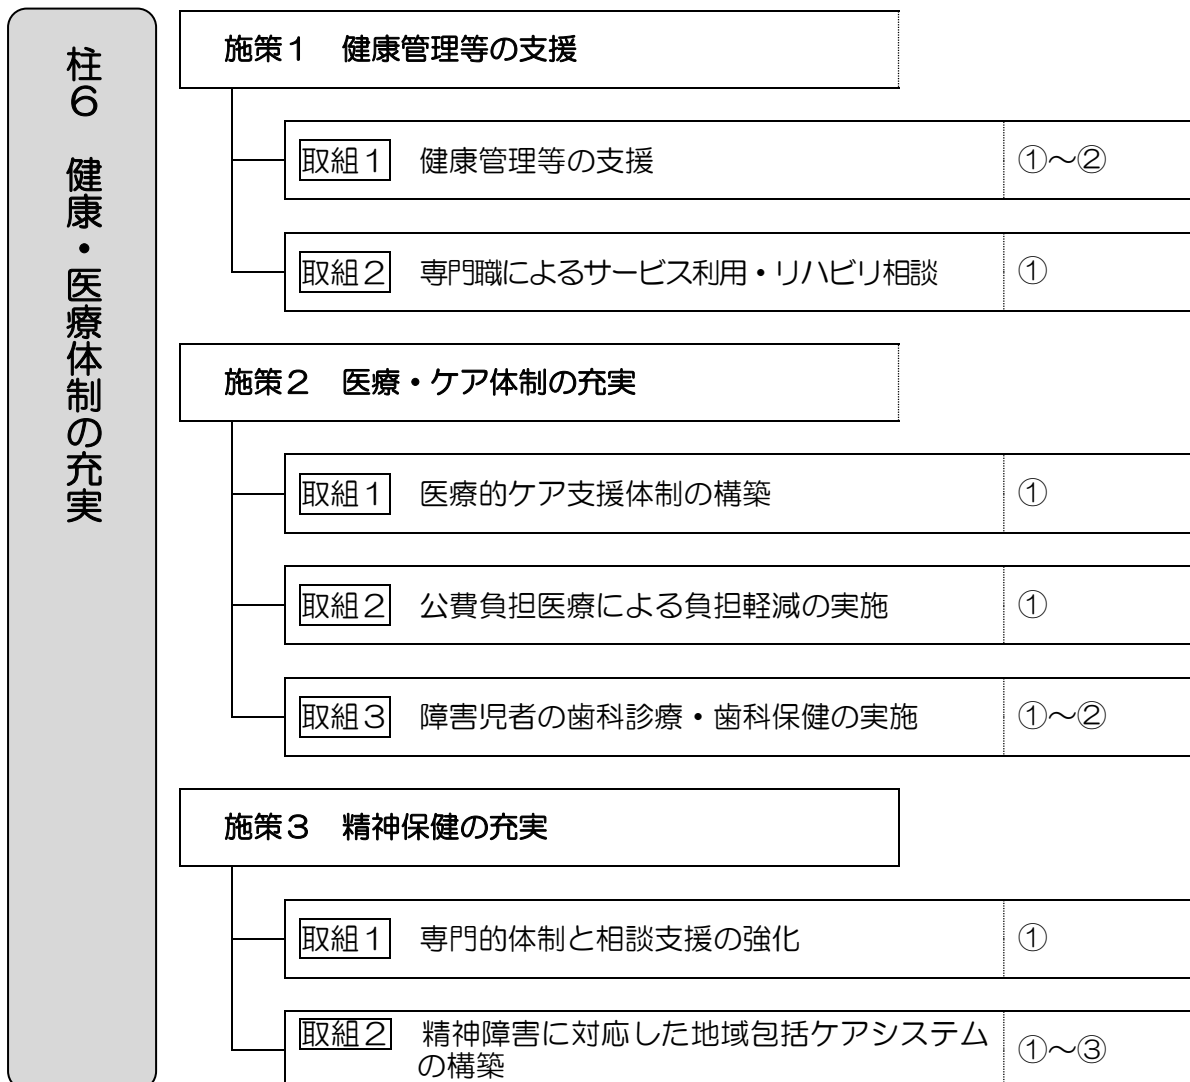 柱６　健康・医療体制の充実
施策１　健康管理等の支援
取組１　健康管理等の支援　①～②
取組２　専門職によるサービス利用・リハビリ相談　①
施策２　医療・ケア体制の充実
取組１　医療的ケア支援体制の構築　①
取組２　公費負担医療による負担軽減の実施　①
取組３　障害児者の歯科診療・歯科保健の実施　①～②
施策３　精神保健の充実
取組１　専門的体制と相談支援の強化　①
取組２　精神障害に対応した地域包括ケアシステム
の構築　①～③